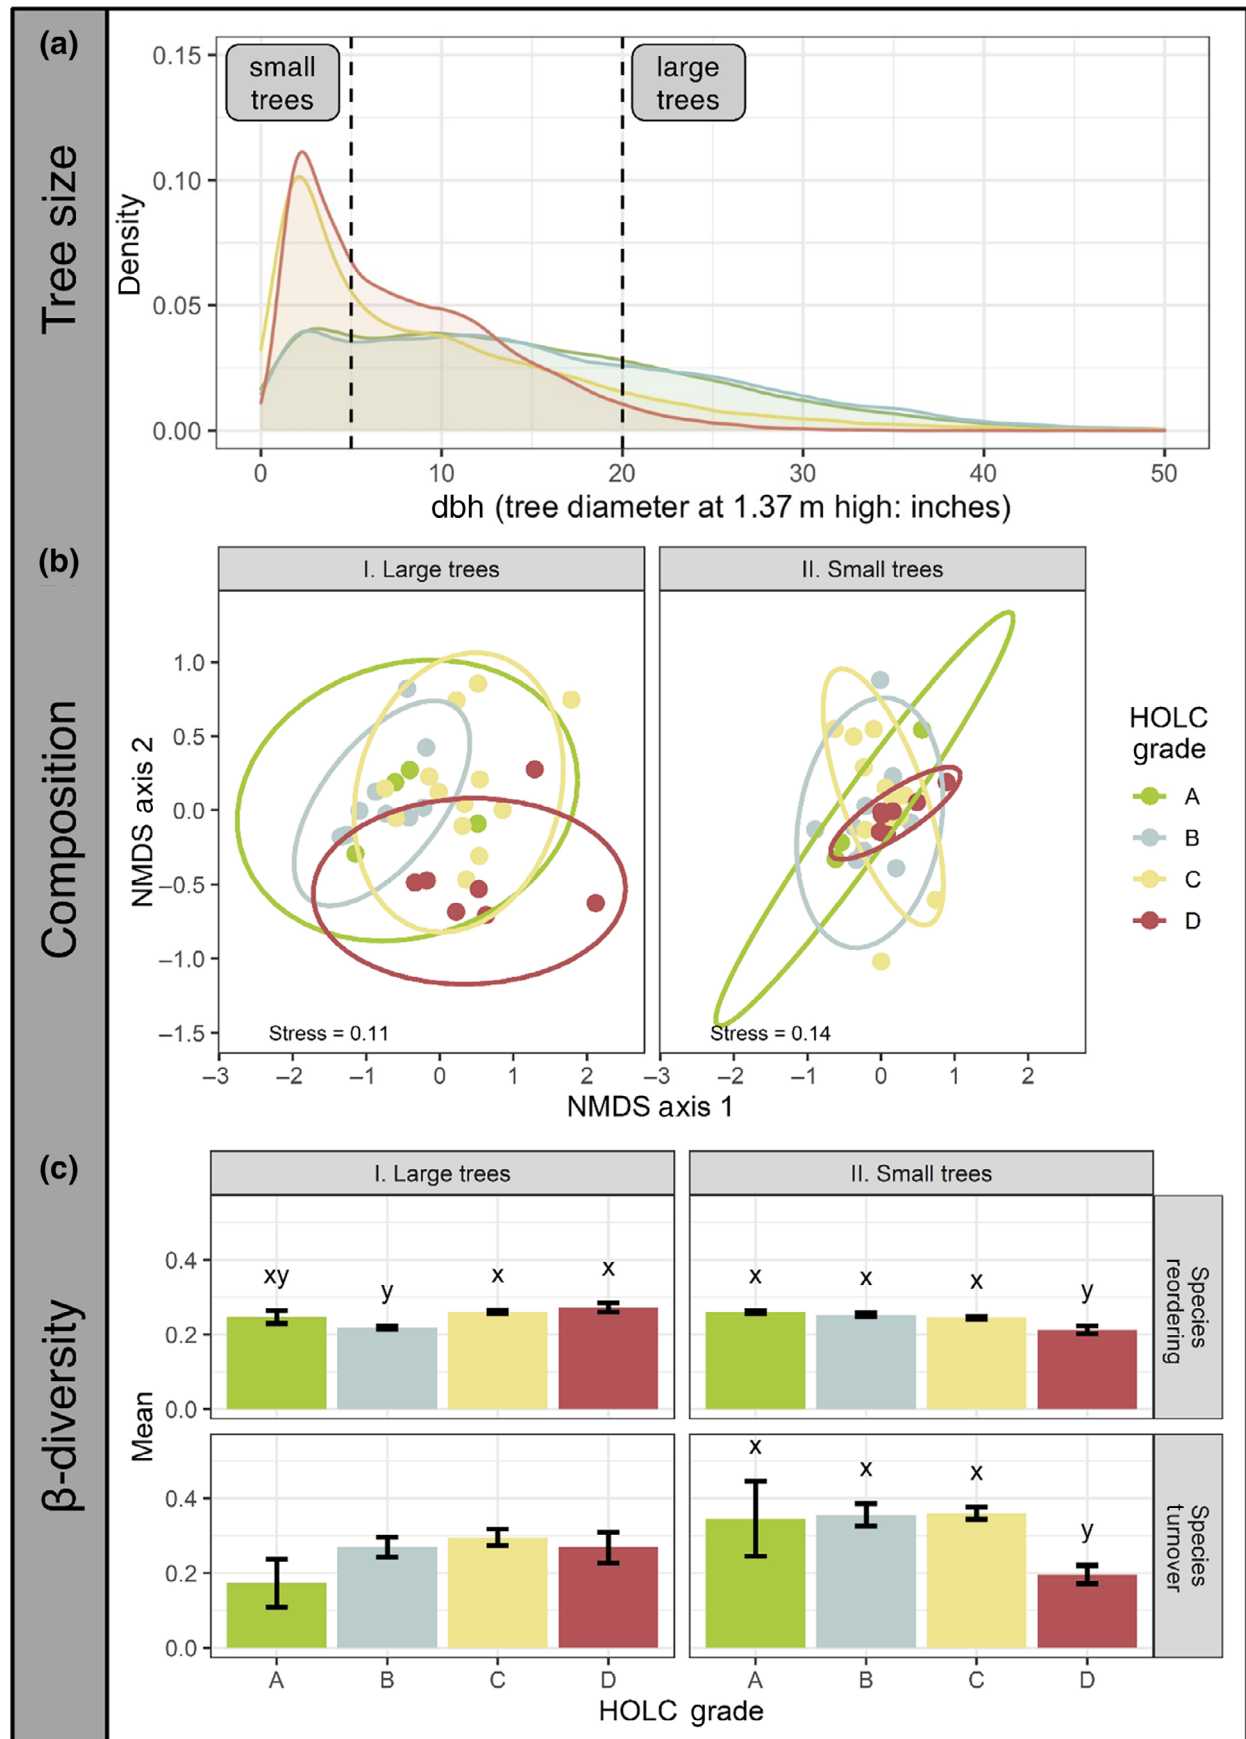 (a)
Tree size
small
trees
large
trees
0.15
0.10
0.05
0.00
Density
0
10
20
30
40
50
dbh (tree diameter at 1.37 m high: inches)
(b)
Composition
I. Large trees
II. Small trees
1.0
0.5
0.0
–0.5
–1.0
–1.5
NMDS axis 2
Stress = 0.11
Stress = 0.14
–3
–2
–1
0
1
2
–3
–2
–1
0
1
2
NMDS axis 1
HOLC
grade
A
B
C
D
(c)
β-diversity
I. Large trees
II. Small trees
0.4
0.2
0.0
xy
y
x
x
x
x
x
y
Species
reordering
Mean
0.4
0.2
0.0
x
x
x
y
Species
turnover
A
B
C
D
A
B
C
D
HOLC grade